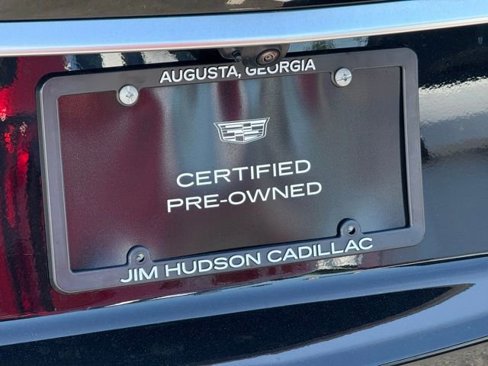 AUGUSTA, GEORGIA
CERTIFIED
PRE-OWNED
JIM HUDSON CADILLAC